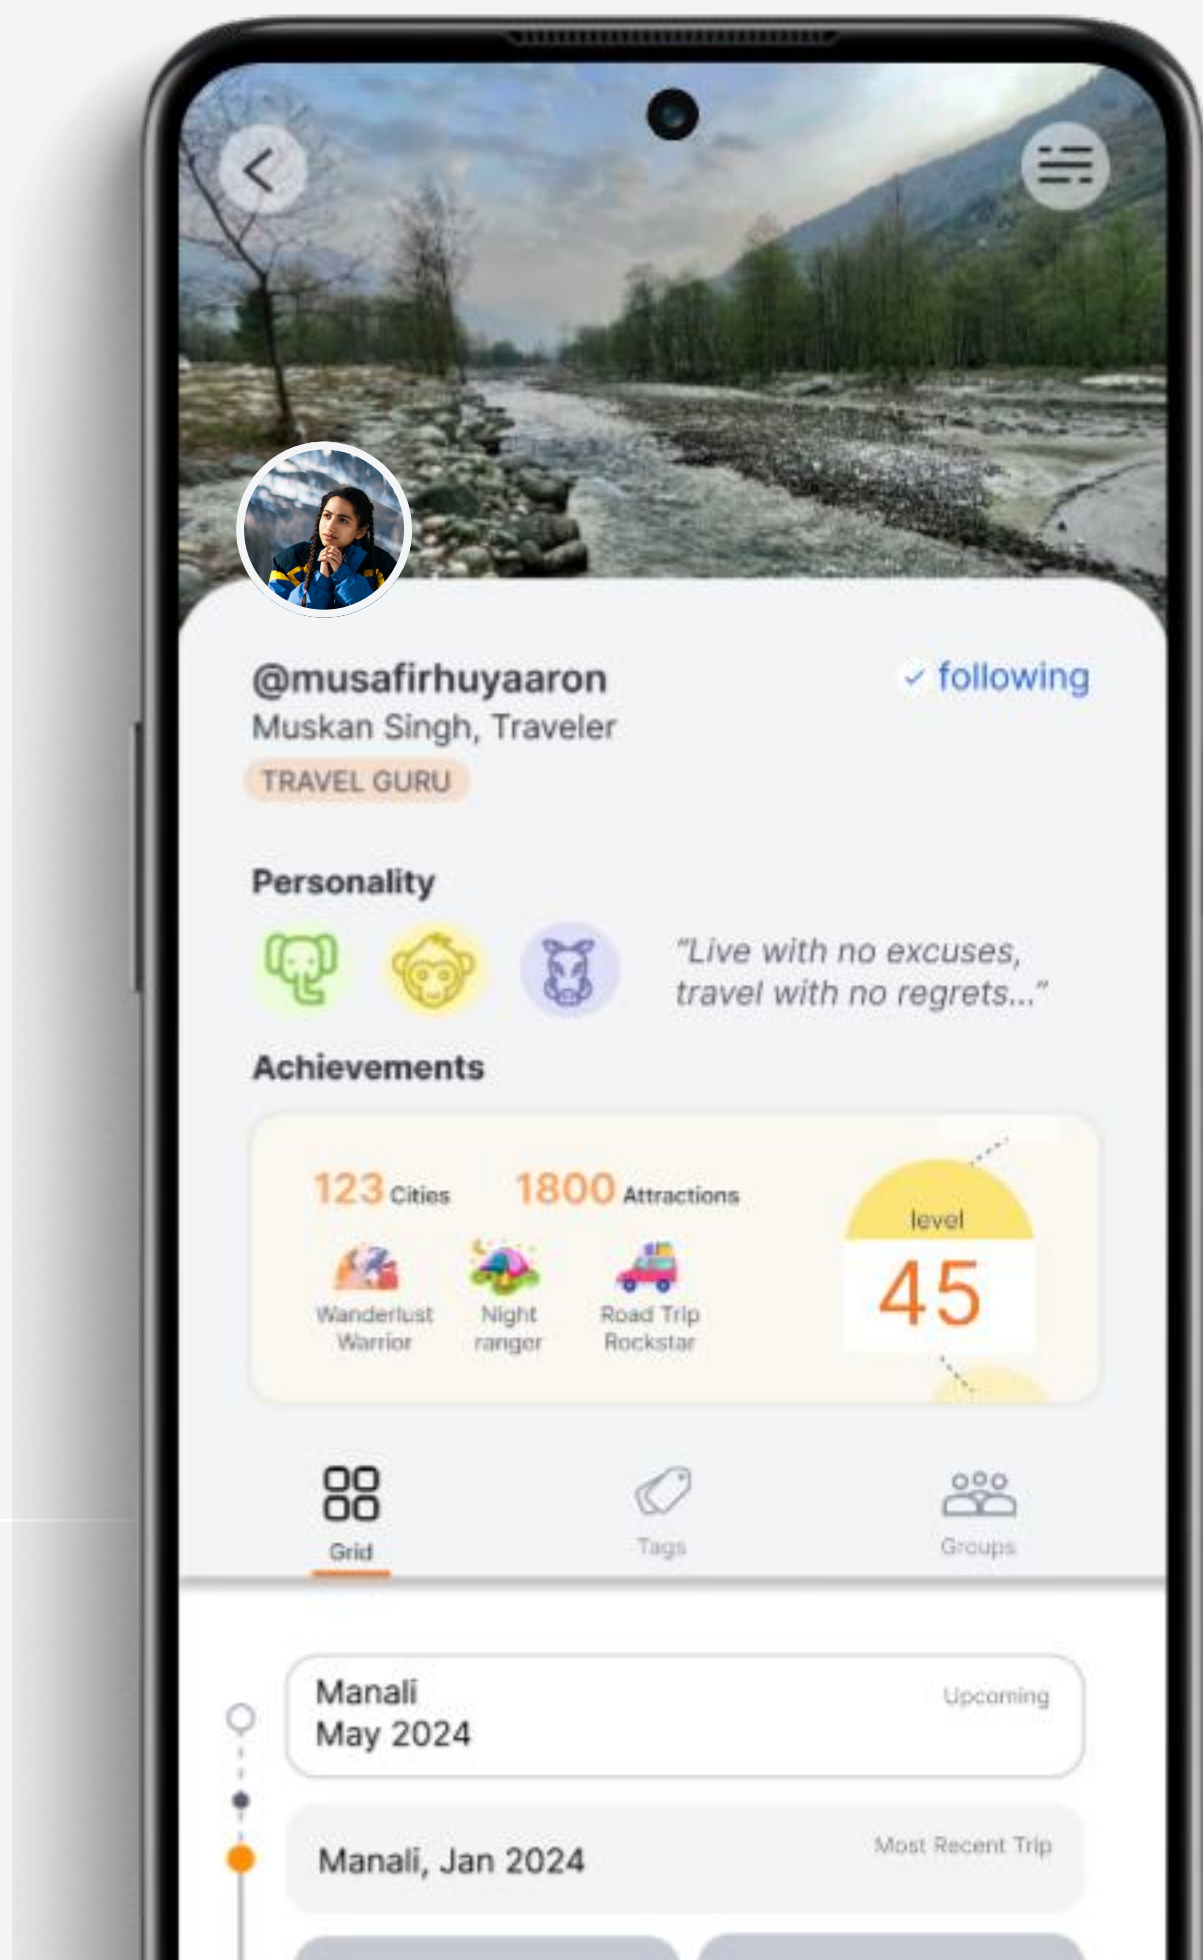 @musafirhuyaaron
following
Muskan Singh, Traveler
TRAVEL GURU
Personality
"Live with no excuses,
travel with no regrets..."
Achievements
123 Cities
1800 Attractions
level
45
Wanderlust
Warrior
Night
ranger
Road Trip
Rockstar
Grid
Tags
Groups
Manali
May 2024
Upcoming
Manali, Jan 2024
Most Recent Trip